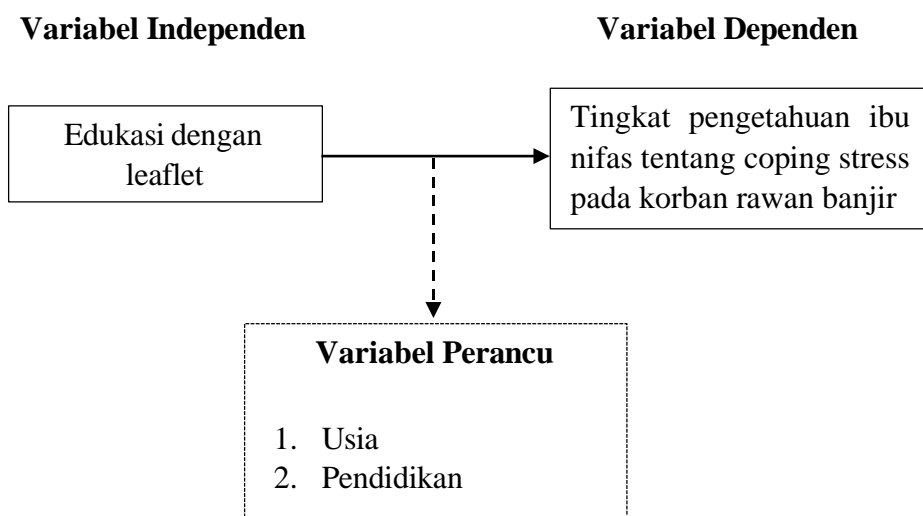 Variabel Independen
Variabel Dependen
Edukasi dengan
leaflet
Tingkat pengetahuan ibu
nifas tentang coping stress
pada korban rawan banjir
Variabel Perancu
1. Usia
2. Pendidikan